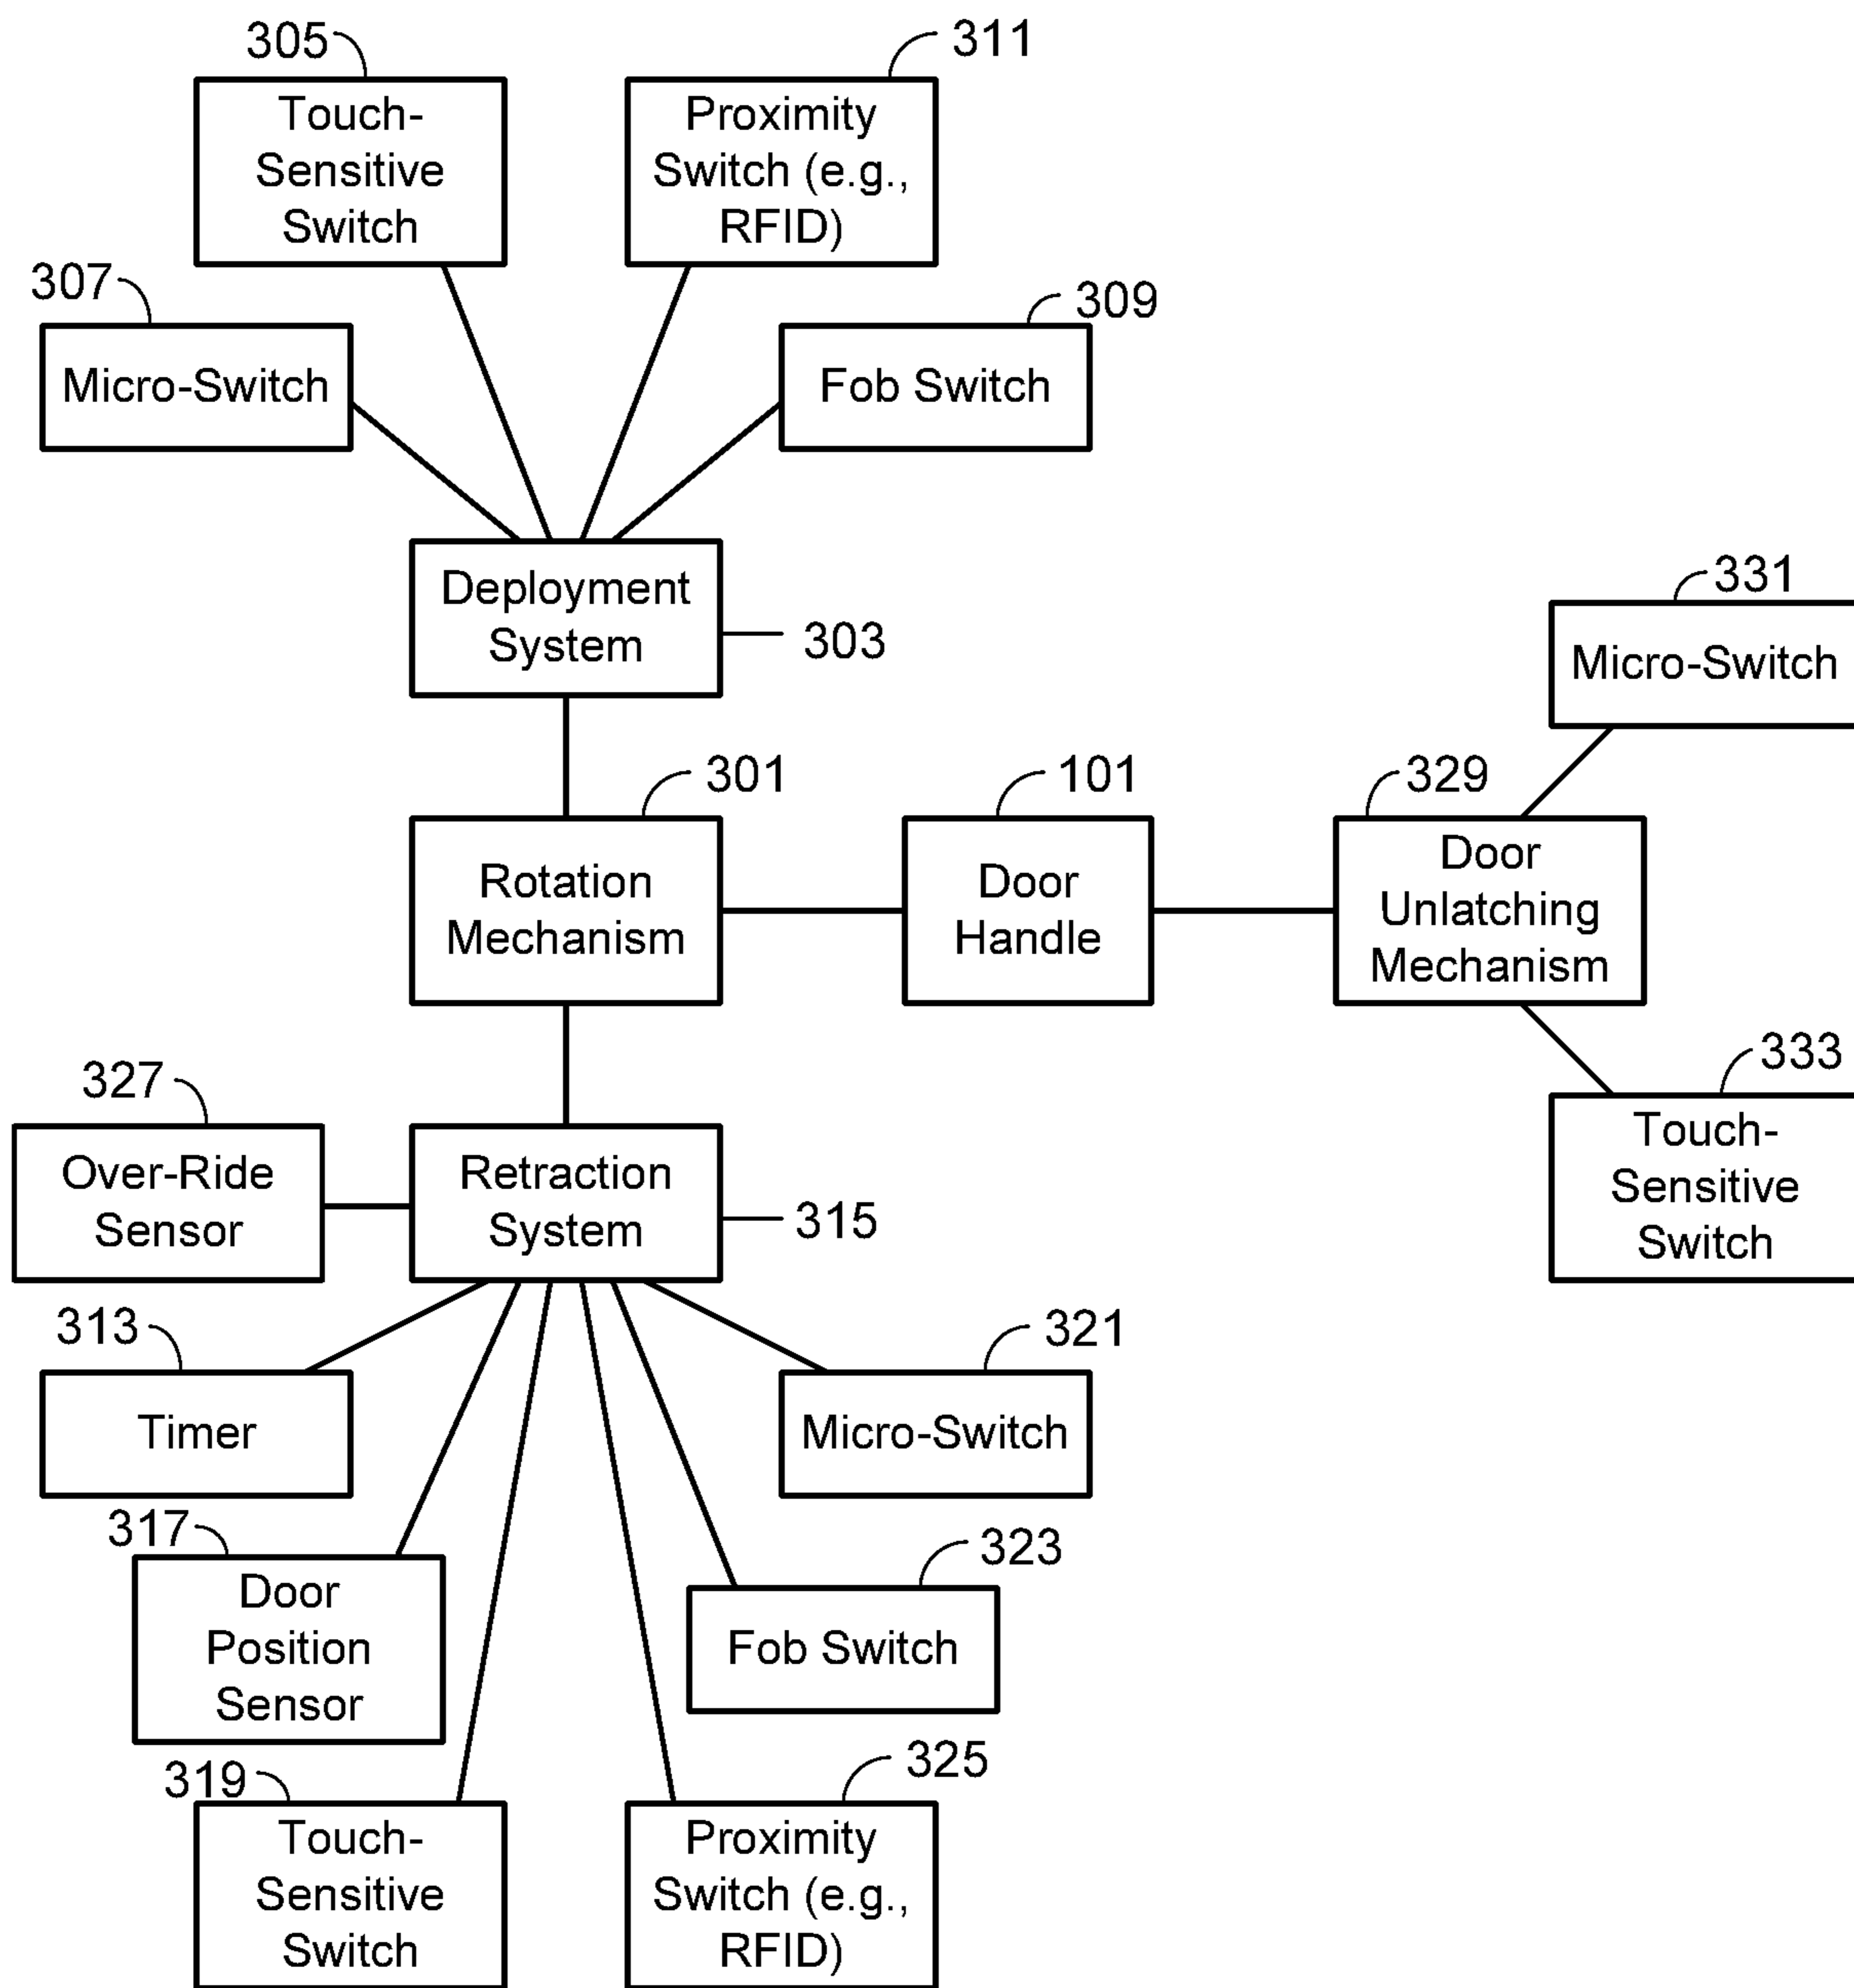 305
311
Touch-
Sensitive
Switch
Proximity
Switch (e.g.,
RFID)
307
309
Micro-Switch
Fob Switch
Deployment
System
303
331
Micro-Switch
301
101
329
Rotation
Mechanism
Door
Handle
Door
Unlatching
Mechanism
333
Touch-
Sensitive
Switch
327
Over-Ride
Sensor
Retraction
System
315
313
321
Timer
Micro-Switch
317
323
Door
Position
Sensor
Fob Switch
319
325
Touch-
Sensitive
Switch
Proximity
Switch (e.g.,
RFID)